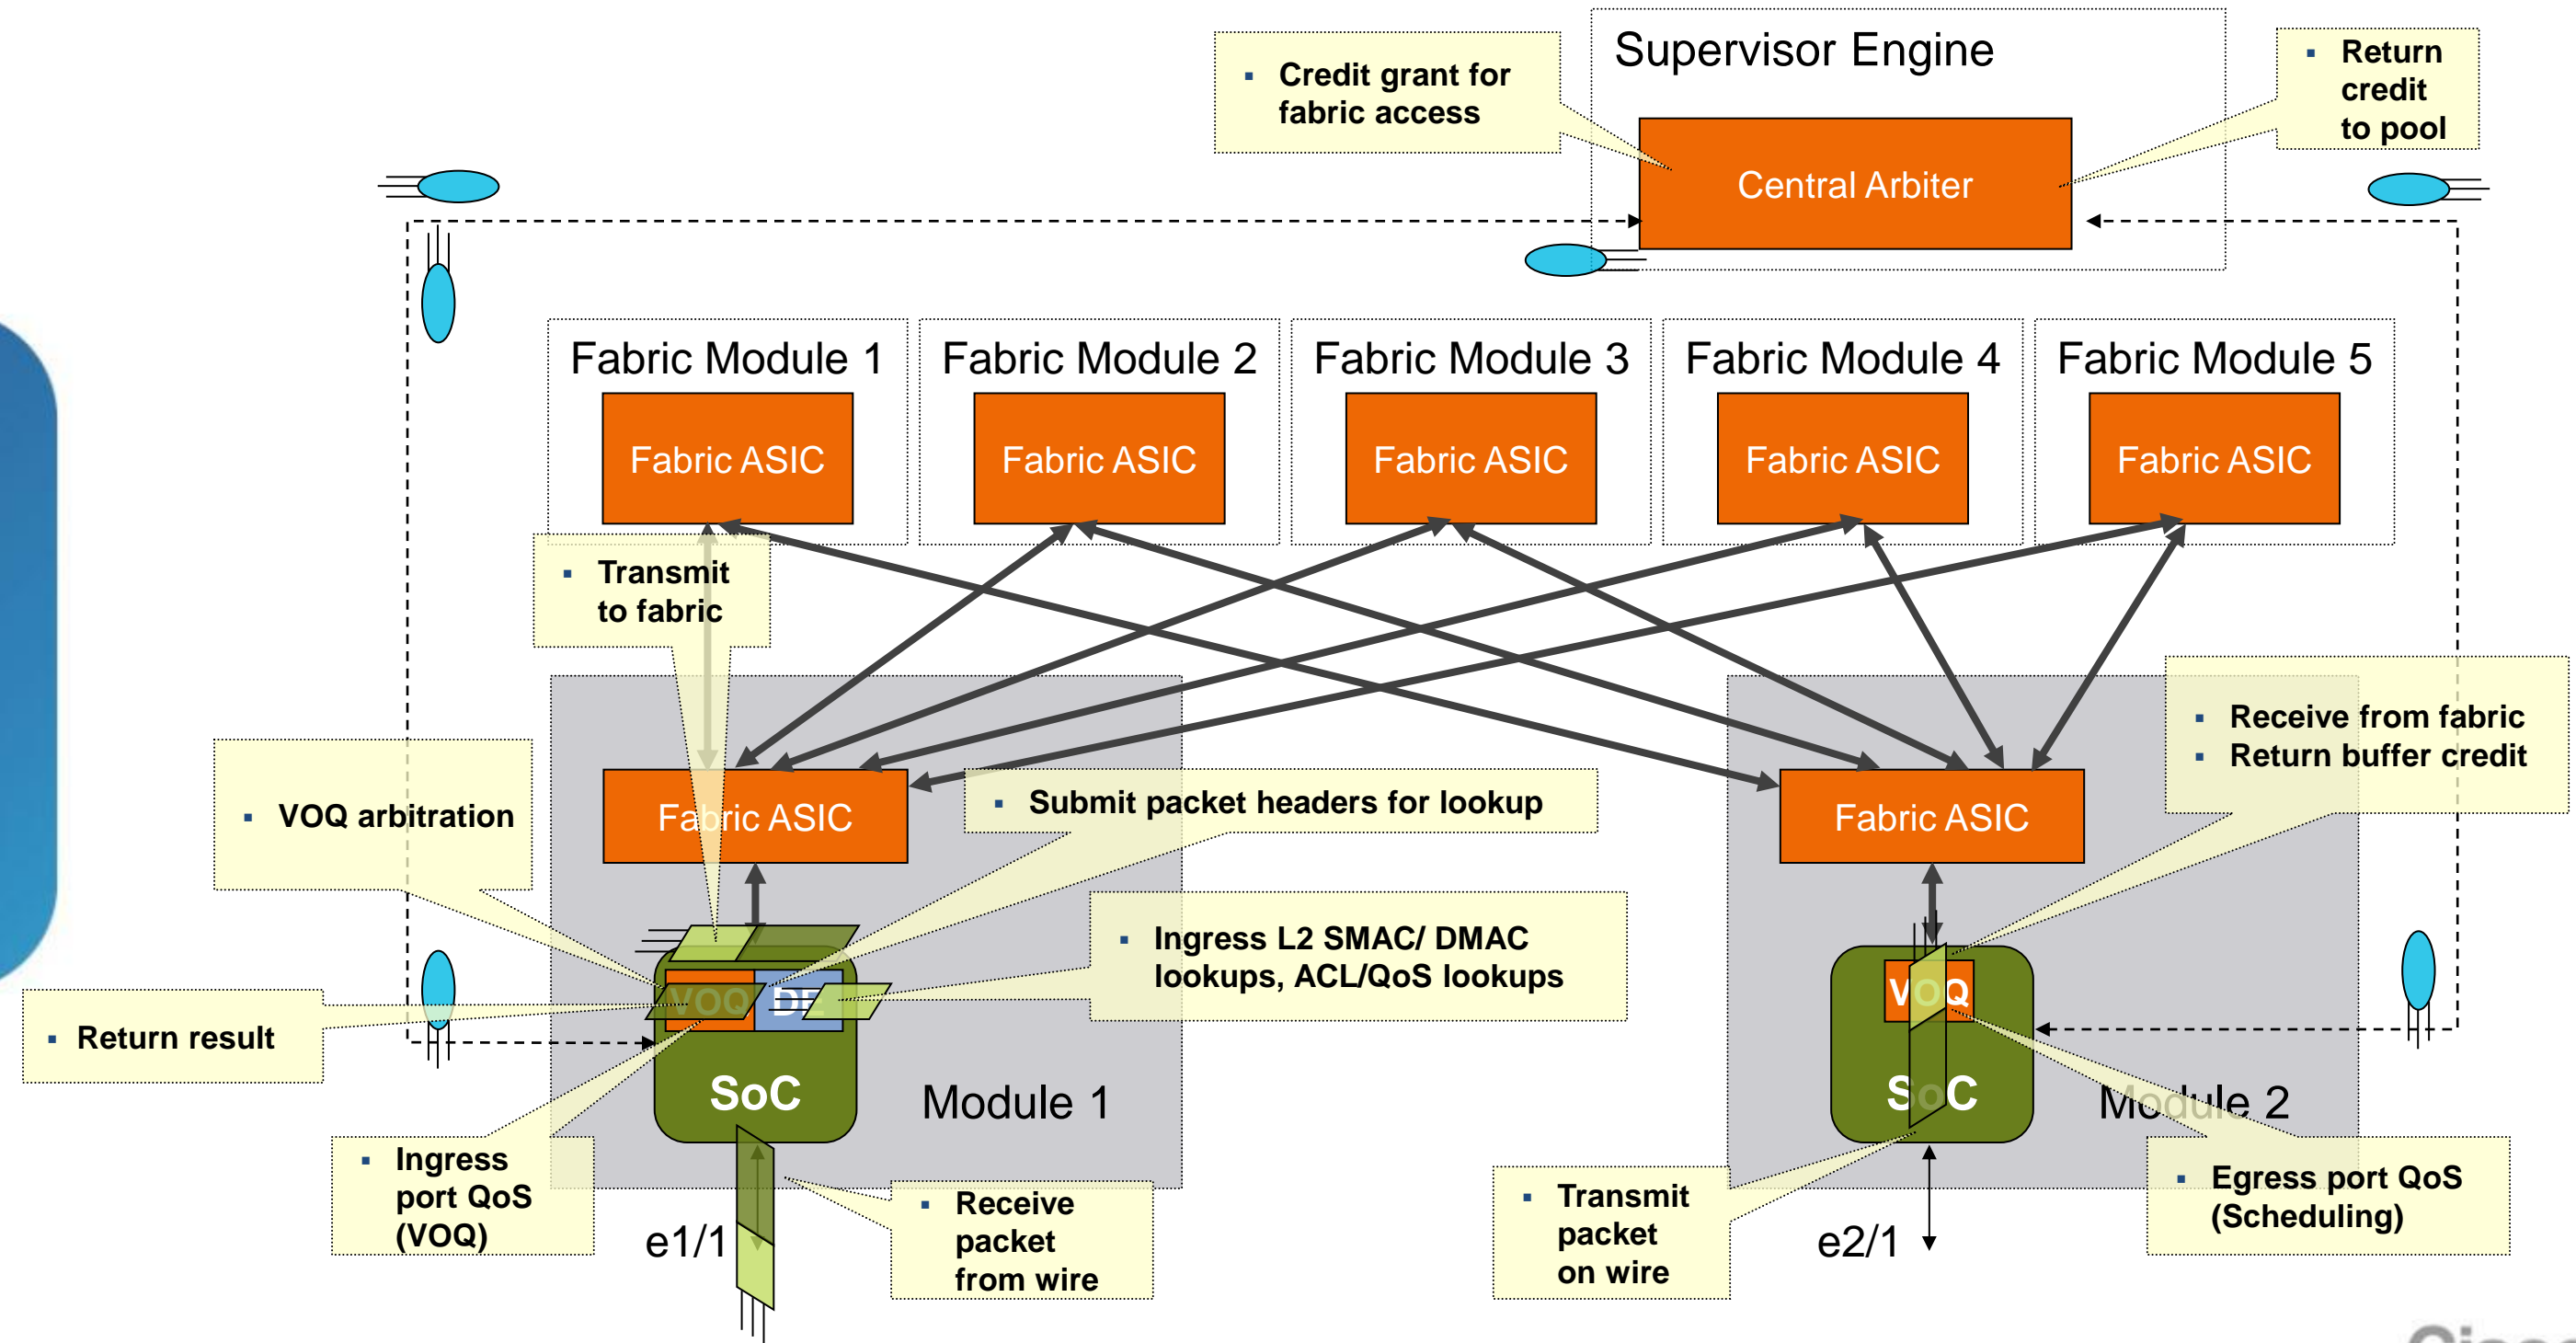 Supervisor Engine
▪ Credit grant for
fabric access
▪ Return
credit
to pool
Central Arbiter
Fabric Module 1
Fabric Module 2
Fabric Module 3
Fabric Module 4
Fabric Module 5
Fabric ASIC
Fabric ASIC
Fabric ASIC
Fabric ASIC
Fabric ASIC
▪ Transmit
to fabric
▪ Receive from fabric
▪ Return buffer credit
▪ VOQ arbitration
Fabric ASIC
▪ Submit packet headers for lookup
Fabric ASIC
▪ Ingress L2 SMAC/ DMAC
lookups, ACL/QoS lookups
VOQ
DE
VOQ
▪ Return result
SoC
Module 1
SoC
Module 2
▪ Ingress
port QoS
(VOQ)
e1/1
▪ Receive
packet
from wire
▪ Transmit
packet
on wire
e2/1
▪ Egress port QoS
(Scheduling)